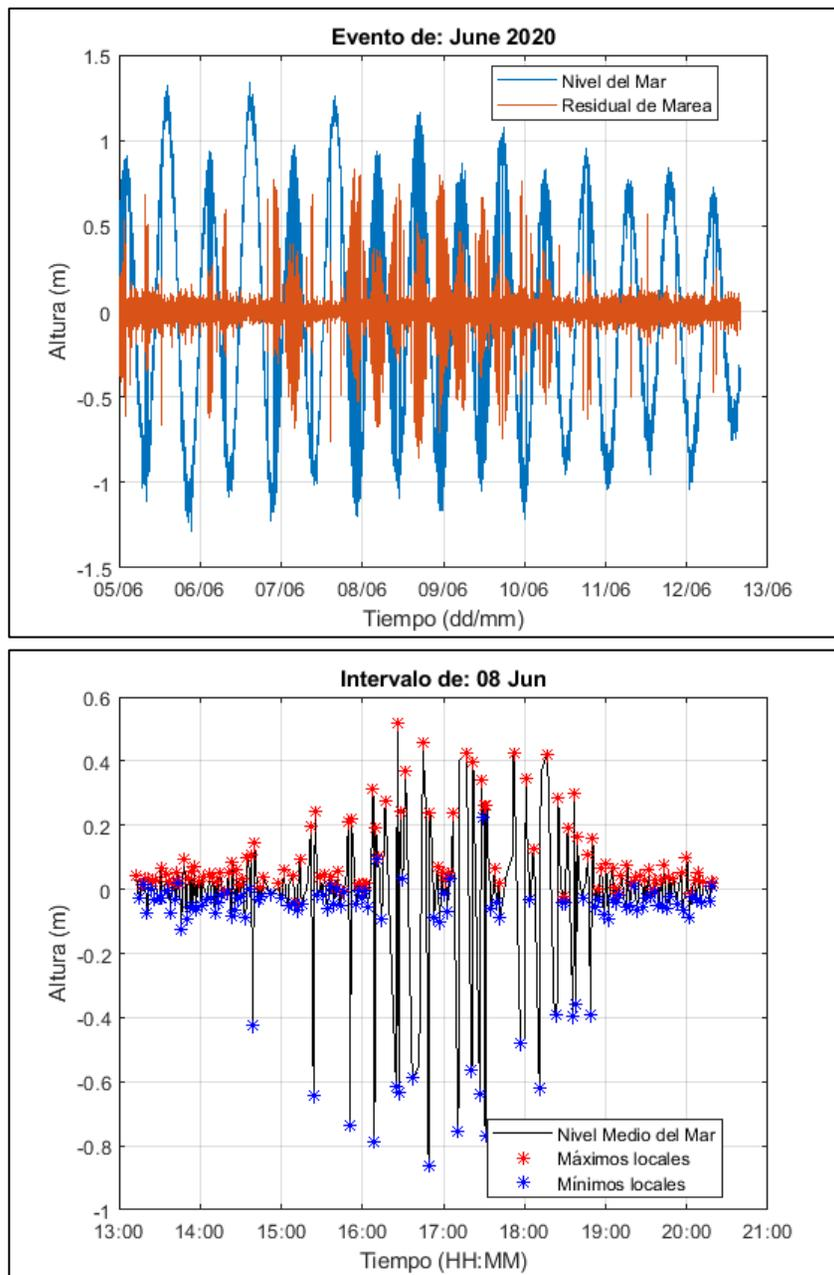 Evento de: June 2020
1.5
1
0.5
0
-0.5
-1
-1.5
Altura (m)
Nivel del Mar
Residual de Marea
05/06 06/06 07/06 08/06 09/06 10/06 11/06 12/06 13/06
Tiempo (dd/mm)
Intervalo de: 08 Jun
0.6
0.4
0.2
0
-0.2
-0.4
-0.6
-0.8
-1
Altura (m)
Nivel Medio del Mar
Máximos locales
Mínimos locales
13:00 14:00 15:00 16:00 17:00 18:00 19:00 20:00 21:00
Tiempo (HH:MM)